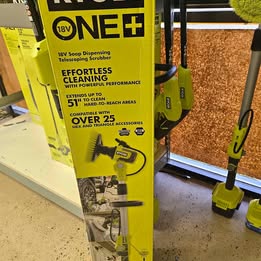 18V ONE+
18V Soap Dispensing
Telescoping Scrubber
EFFORTLESS
CLEANING
WITH POWERFUL PERFORMANCE
EXTENDS UP TO
51" TO CLEAN
HARD-TO-REACH AREAS
COMPATIBLE WITH
OVER 25
HEX AND TRIANGLE ACCESSORIES
RYOBI